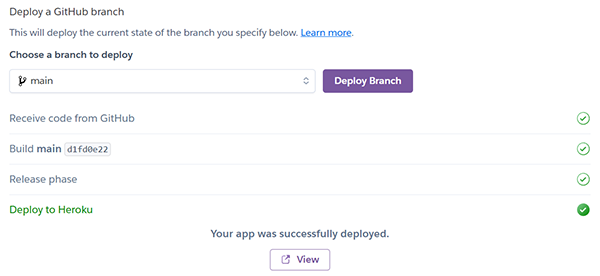 Deploy a GitHub branch
This will deploy the current state of the branch you specify below. Learn more.
Choose a branch to deploy
main
Deploy Branch
Receive code from GitHub
Build main d1fd0e22
Release phase
Deploy to Heroku
Your app was successfully deployed.
View